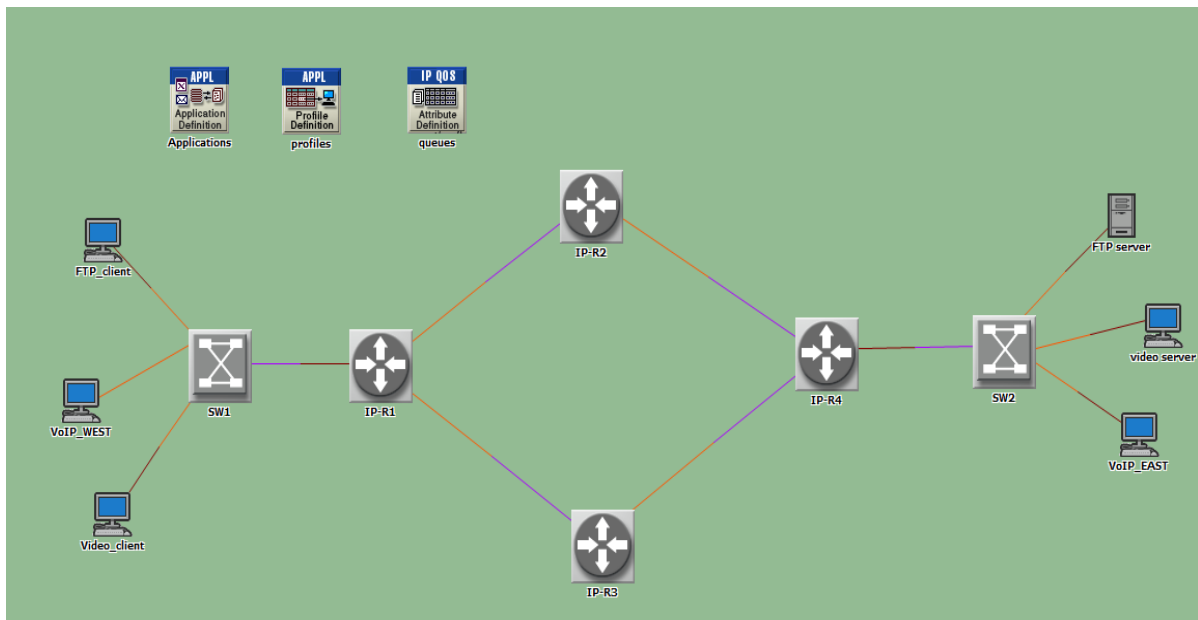 APPL
Application
Definition
Applications
APPL
Profile
Definition
profiles
IP QOS
Attribute
Definition
queues
IP-R2
FTP_client
FTP server
SW1
IP-R1
IP-R4
SW2
video server
VoIP_WEST
VoIP_EAST
Video_client
IP-R3